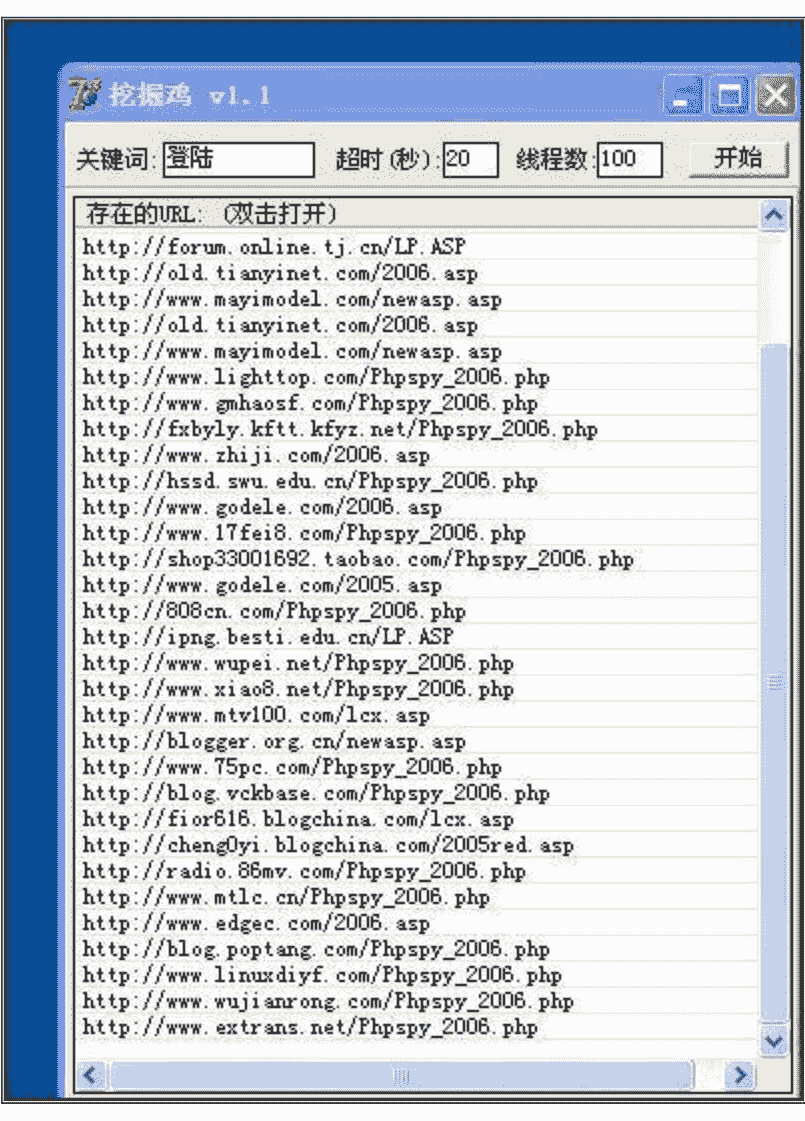 挖掘鸡 v1.1
关键词: 登陆 超时(秒): 20 线程数: 100 开始
存在的URL: (双击打开)
http://forum.online.tj.cn/LP.ASP
http://old.tianyinet.com/2006.asp
http://www.mayimodel.com/newasp.asp
http://old.tianyinet.com/2006.asp
http://www.mayimodel.com/newasp.asp
http://www.lighttop.com/Phpspy_2006.php
http://www.gmhaosf.com/Phpspy_2006.php
http://fxbyly.kftt.kfyz.net/Phpspy_2006.php
http://www.zhiji.com/2006.asp
http://hssd.swu.edu.cn/Phpspy_2006.php
http://www.godele.com/2006.asp
http://www.17fei8.com/Phpspy_2006.php
http://shop33001692.taobao.com/Phpspy_2006.php
http://www.godele.com/2005.asp
http://808cn.com/Phpspy_2006.php
http://ipng.besti.edu.cn/LP.ASP
http://www.wupei.net/Phpspy_2006.php
http://www.xiao8.net/Phpspy_2006.php
http://www.mtv100.com/lcx.asp
http://blogger.org.cn/newasp.asp
http://www.75pc.com/Phpspy_2006.php
http://blog.vckbase.com/Phpspy_2006.php
http://fior616.blogchina.com/lcx.asp
http://cheng0yi.blogchina.com/2005red.asp
http://radio.86mv.com/Phpspy_2006.php
http://www.mtlc.cn/Phpspy_2006.php
http://www.edgec.com/2006.asp
http://blog.poptang.com/Phpspy_2006.php
http://www.linuxdiyf.com/Phpspy_2006.php
http://www.wujianrong.com/Phpspy_2006.php
http://www.extrans.net/Phpspy_2006.php